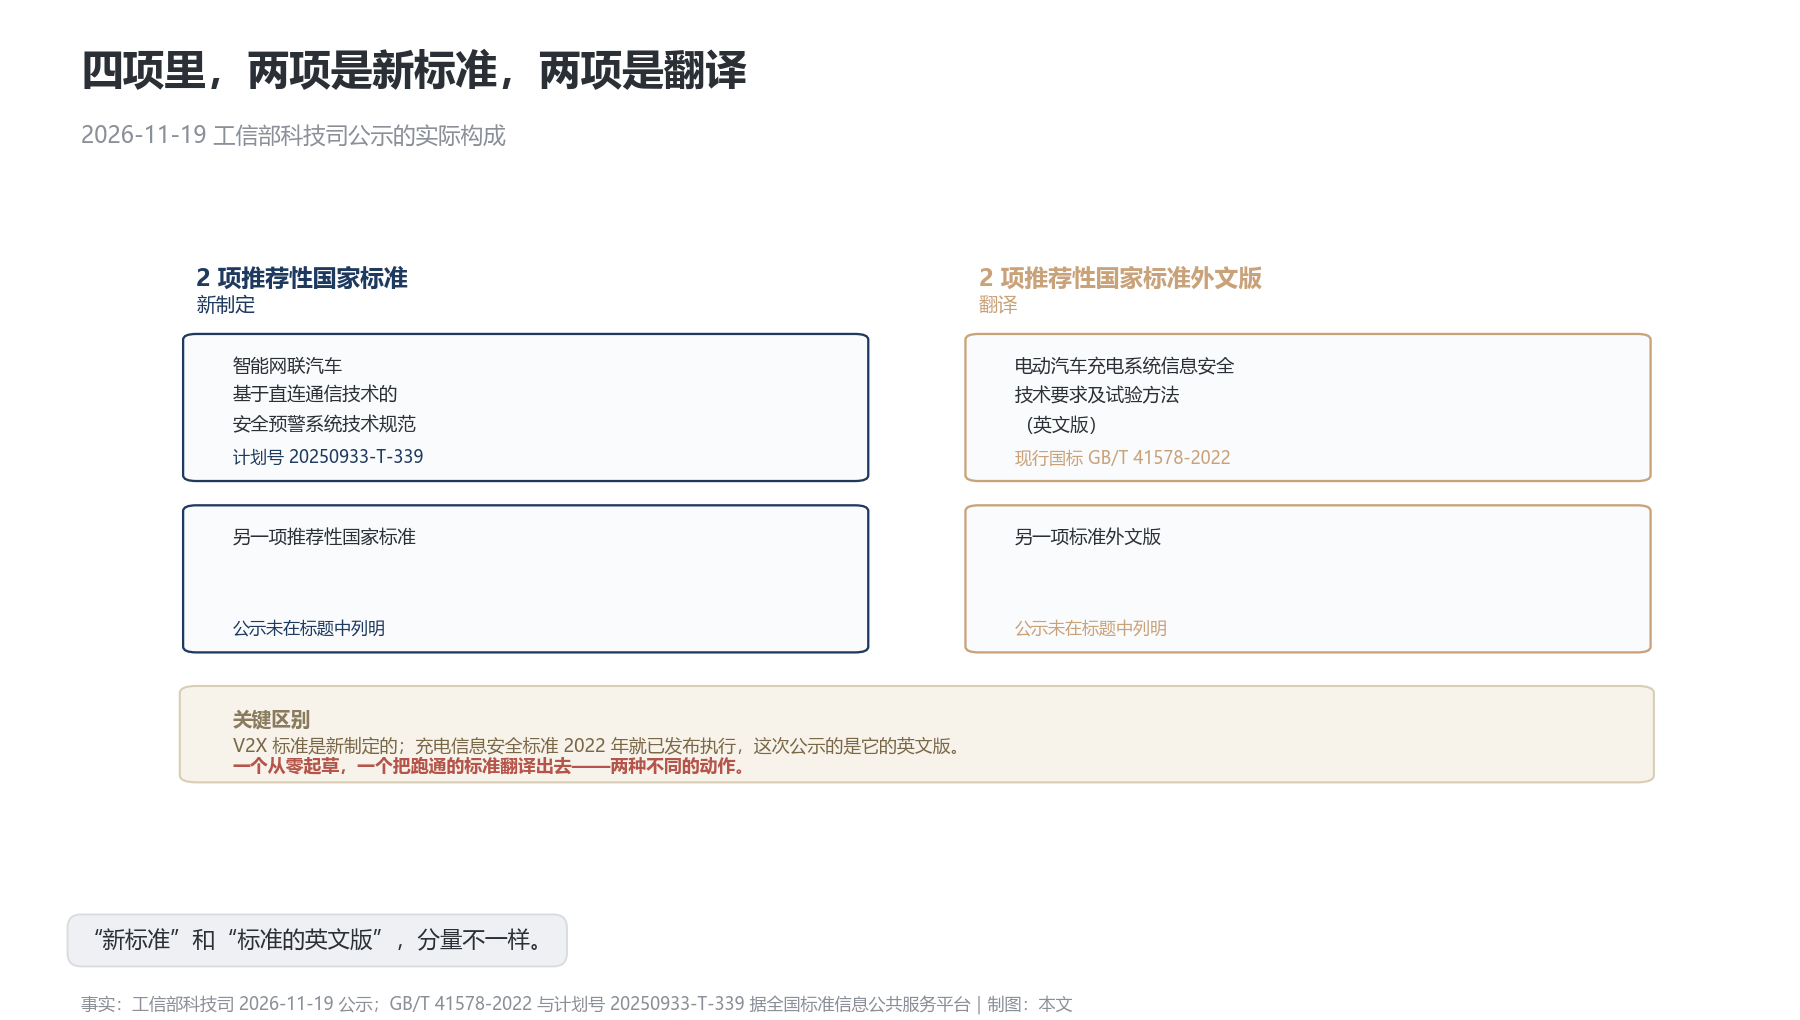 四项里，两项是新标准，两项是翻译
2026-11-19 工信部科技司公示的实际构成
2 项推荐性国家标准
新制定
智能网联汽车
基于直连通信技术的
安全预警系统技术规范
计划号 20250933-T-339
另一项推荐性国家标准
公示未在标题中列明
2 项推荐性国家标准外文版
翻译
电动汽车充电系统信息安全
技术要求及试验方法
（英文版）
现行国标 GB/T 41578-2022
另一项标准外文版
公示未在标题中列明
关键区别
V2X 标准是新制定的；充电信息安全标准 2022 年就已发布执行，这次公示的是它的英文版。
一个从零起草，一个把跑通的标准翻译出去——两种不同的动作。
“新标准”和“标准的英文版”，分量不一样。
事实：工信部科技司 2026-11-19 公示；GB/T 41578-2022 与计划号 20250933-T-339 据全国标准信息公共服务平台 | 制图：本文